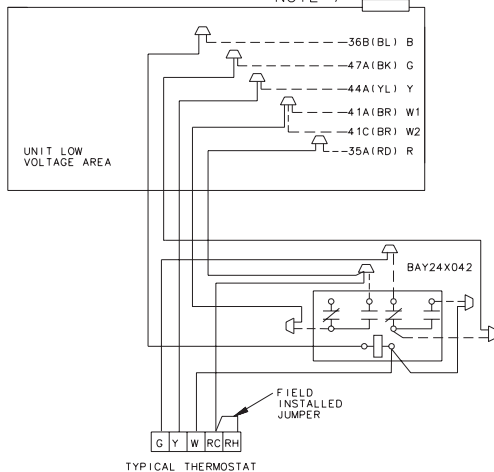 36B(BL) B
47A(BK) G
44A(YL) Y
41A(BR) W1
41C(BR) W2
35A(RD) R
UNIT LOW
VOLTAGE AREA
BAY24X042
FIELD
INSTALLED
JUMPER
G Y W RC RH
TYPICAL THERMOSTAT